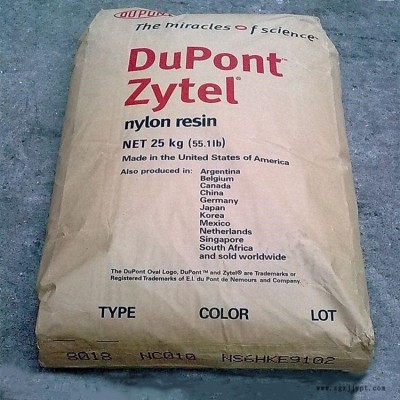 DUPONT
The miracles of science™
DuPont™
Zytel®
nylon resin
NET 25 kg (55.1lb)
Made in the United States of America
Also produced in: Argentina
Belgium
Canada
China
Germany
Japan
Korea
Mexico
Netherlands
Singapore
South Africa
and sold worldwide
The DuPont Oval Logo, DuPont™ and Zytel® are Trademarks or
Registered Trademarks of E.I. du Pont de Nemours and Company
TYPE COLOR LOT
8018 NC010 NS6HKE9102